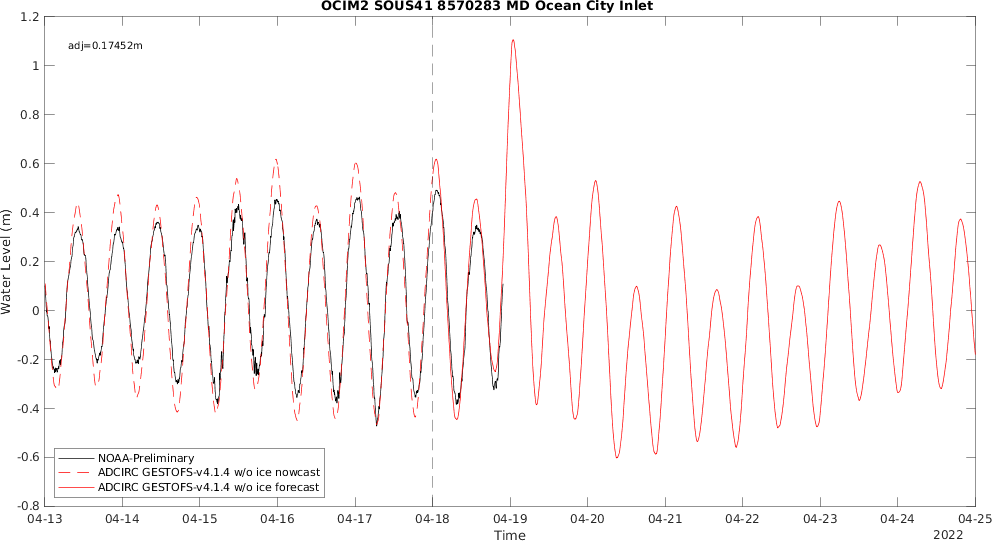 OCIM2 SOUS41 8570283 MD Ocean City Inlet
adj=0.17452m
1.2
1
0.8
0.6
0.4
0.2
0
-0.2
-0.4
-0.6
-0.8
Water Level (m)
NOAA-Preliminary
ADCIRC GESTOFS-v4.1.4 w/o ice nowcast
ADCIRC GESTOFS-v4.1.4 w/o ice forecast
04-13 04-14 04-15 04-16 04-17 04-18 04-19 04-20 04-21 04-22 04-23 04-24 04-25
Time
2022